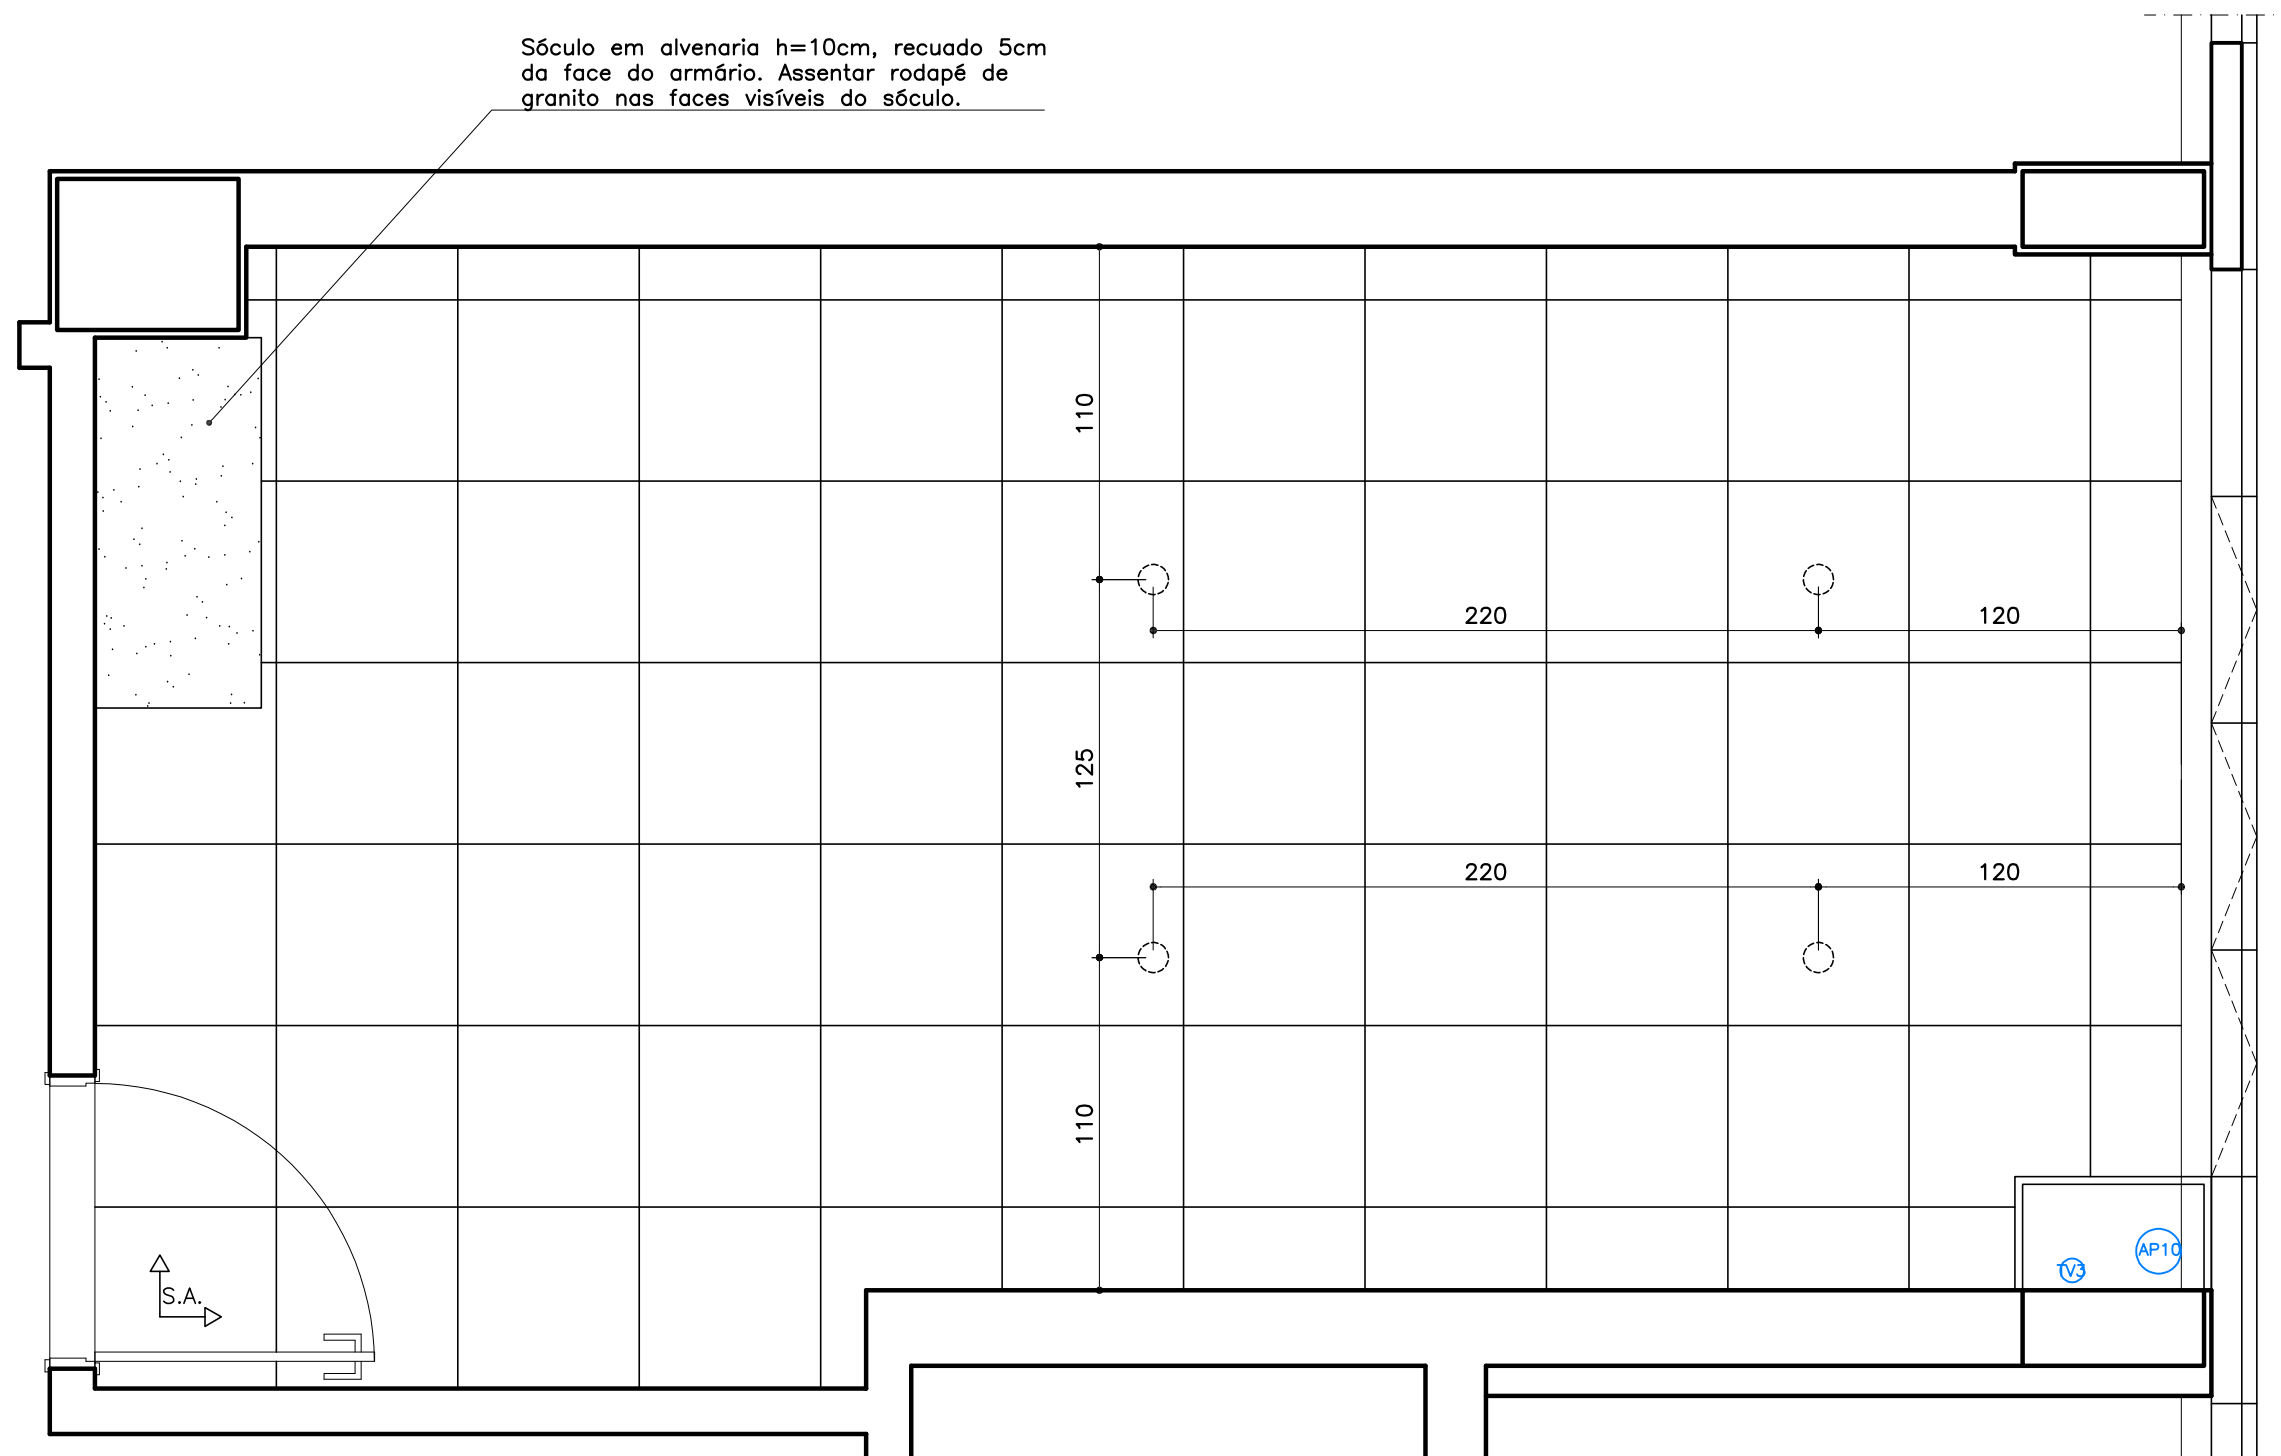 Sóculo em alvenaria h=10cm, recuado 5cm
da face do armário. Assentar rodapé de
granito nas faces visíveis do sóculo.
110
220
120
125
220
120
110
AP10
TV3
S.A.